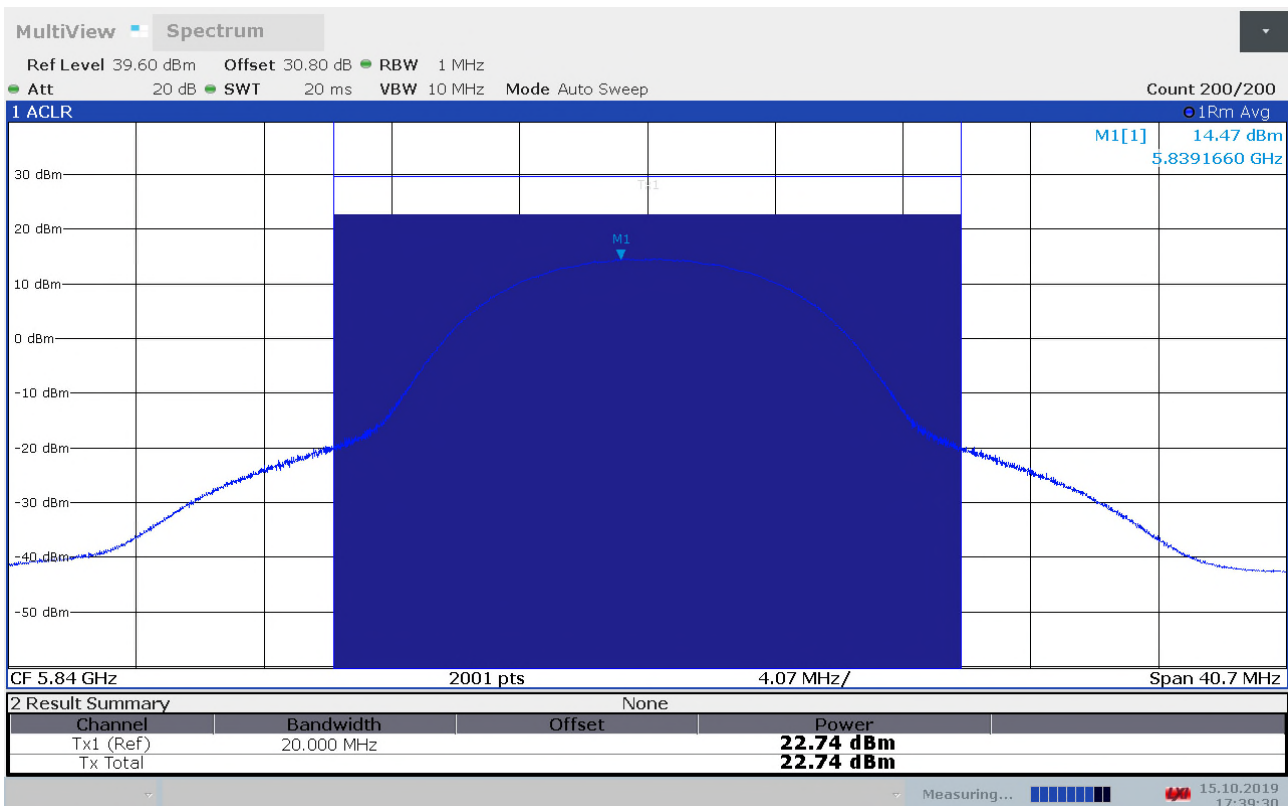 MultiView Spectrum
Ref Level 39.60 dBm Offset 30.80 dB RBW 1 MHz
Att 20 dB SWT 20 ms VBW 10 MHz Mode Auto Sweep Count 200/200
1 ACLR 1Rm Avg
M1[1] 14.47 dBm
5.8391660 GHz
30 dBm
Tx1
20 dBm
M1
10 dBm
0 dBm
-10 dBm
-20 dBm
-30 dBm
-40 dBm
-50 dBm
CF 5.84 GHz 2001 pts 4.07 MHz/ Span 40.7 MHz
2 Result Summary None
Channel Bandwidth Offset Power
Tx1 (Ref) 20.000 MHz 22.74 dBm
Tx Total 22.74 dBm
Measuring... 15.10.2019
17:39:30